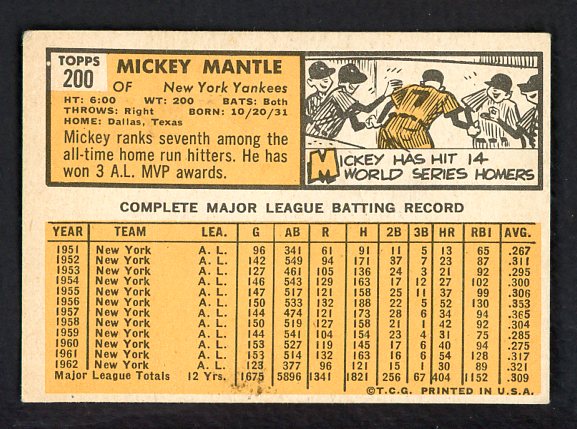 TOPPS
200
MICKEY MANTLE
OF New York Yankees
HT: 6:00 WT: 200 BATS: Both
THROWS: Right BORN: 10/20/31
HOME: Dallas, Texas
Mickey ranks seventh among the
all-time home run hitters. He has
won 3 A.L. MVP awards.
MICKEY HAS HIT 14
WORLD SERIES HOMERS
COMPLETE MAJOR LEAGUE BATTING RECORD
YEAR TEAM LEA. G AB R H 2B 3B HR RBI AVG.
1951 New York A. L. 96 341 61 91 11 5 13 65 .267
1952 New York A. L. 142 549 94 171 37 7 23 87 .311
1953 New York A. L. 127 461 105 136 24 3 21 92 .295
1954 New York A. L. 146 543 129 163 17 12 27 102 .300
1955 New York A. L. 147 517 121 158 25 11 37 99 .306
1956 New York A. L. 150 533 132 188 22 5 52 130 .353
1957 New York A. L. 144 474 121 173 28 6 34 94 .365
1958 New York A. L. 150 519 127 158 21 1 42 97 .304
1959 New York A. L. 144 541 104 154 23 4 31 75 .285
1960 New York A. L. 153 527 119 145 17 6 40 94 .275
1961 New York A. L. 153 514 132 163 16 6 54 128 .317
1962 New York A. L. 123 377 96 121 15 1 30 89 .321
Major League Totals 12 Yrs. 1675 5896 1341 1821 256 67 404 1152 .309
©T.C.G. PRINTED IN U.S.A.